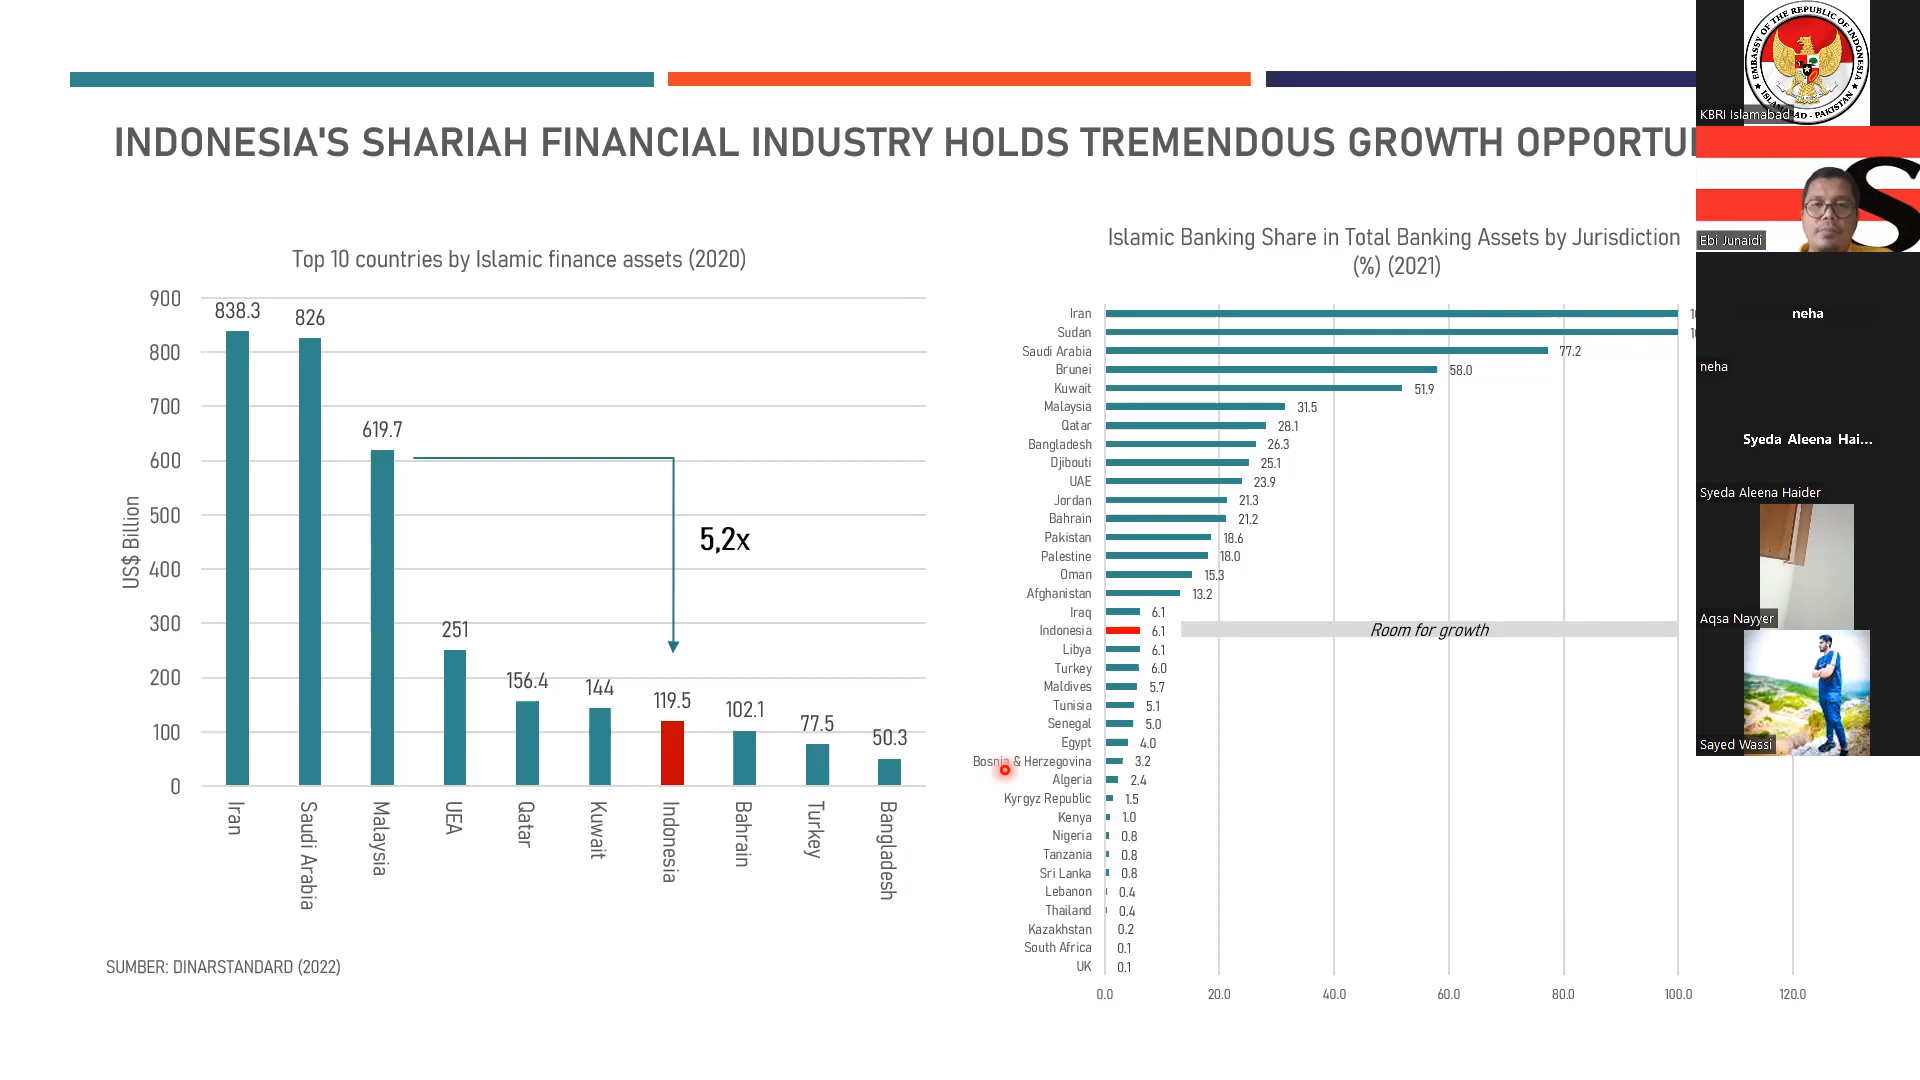 INDONESIA'S SHARIAH FINANCIAL INDUSTRY HOLDS TREMENDOUS GROWTH
Top 10 countries by Islamic finance assets (2020)
US$ Billion
900
800
700
600
500
400
300
200
100
0
838.3
826
619.7
251
156.4
144
119.5
102.1
77.5
50.3
5,2x
Iran
Saudi Arabia
Malaysia
UEA
Qatar
Kuwait
Indonesia
Bahrain
Turkey
Bangladesh
SUMBER: DINARSTANDARD (2022)
Islamic Banking Share in Total Banking Assets by Jurisdiction
(%) (2021)
Iran
Sudan
Saudi Arabia 77.2
Brunei 58.0
Kuwait 51.9
Malaysia 31.5
Qatar 28.1
Bangladesh 26.3
Djibouti 25.1
UAE 23.9
Jordan 21.3
Bahrain 21.2
Pakistan 18.6
Palestine 18.0
Oman 15.3
Afghanistan 13.2
Iraq 6.1
Indonesia 6.1 Room for growth
Libya 6.1
Turkey 6.0
Maldives 5.7
Tunisia 5.1
Senegal 5.0
Egypt 4.0
Bosnia & Herzegovina 3.2
Algeria 2.4
Kyrgyz Republic 1.5
Kenya 1.0
Nigeria 0.8
Tanzania 0.8
Sri Lanka 0.8
Lebanon 0.4
Thailand 0.4
Kazakhstan 0.2
South Africa 0.1
UK 0.1
0.0 20.0 40.0 60.0 80.0 100.0 120.0
EMBASSY OF THE REPUBLIC OF INDONESIA
PAKISTAN
KBRI Islamabad
S
Ebi Junaidi
neha
neha
Syeda Aleena Hai...
Syeda Aleena Haider
Aqsa Nayyer
Sayed Wassi